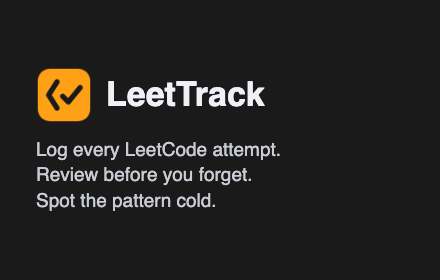 LeetTrack
Log every LeetCode attempt.
Review before you forget.
Spot the pattern cold.